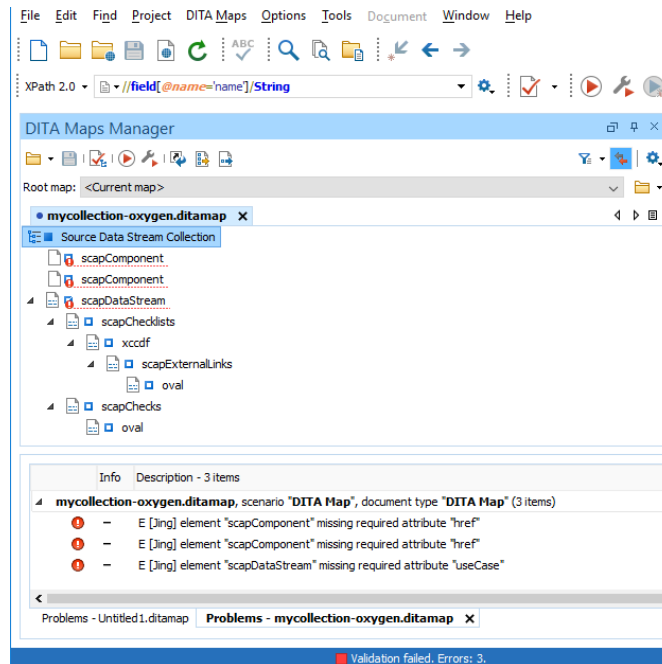 File Edit Find Project DITA Maps Options Tools Document Window Help
ABC
XPath 2.0 //field[@name='name']/String
DITA Maps Manager
Root map: <Current map>
mycollection-oxygen.ditamap
Source Data Stream Collection
scapComponent
scapComponent
scapDataStream
scapChecklists
xccdf
scapExternalLinks
oval
scapChecks
oval
Info Description - 3 items
mycollection-oxygen.ditamap, scenario "DITA Map", document type "DITA Map" (3 items)
– E [Jing] element "scapComponent" missing required attribute "href"
– E [Jing] element "scapComponent" missing required attribute "href"
– E [Jing] element "scapDataStream" missing required attribute "useCase"
Problems - Untitled1.ditamap Problems - mycollection-oxygen.ditamap
Validation failed. Errors: 3.